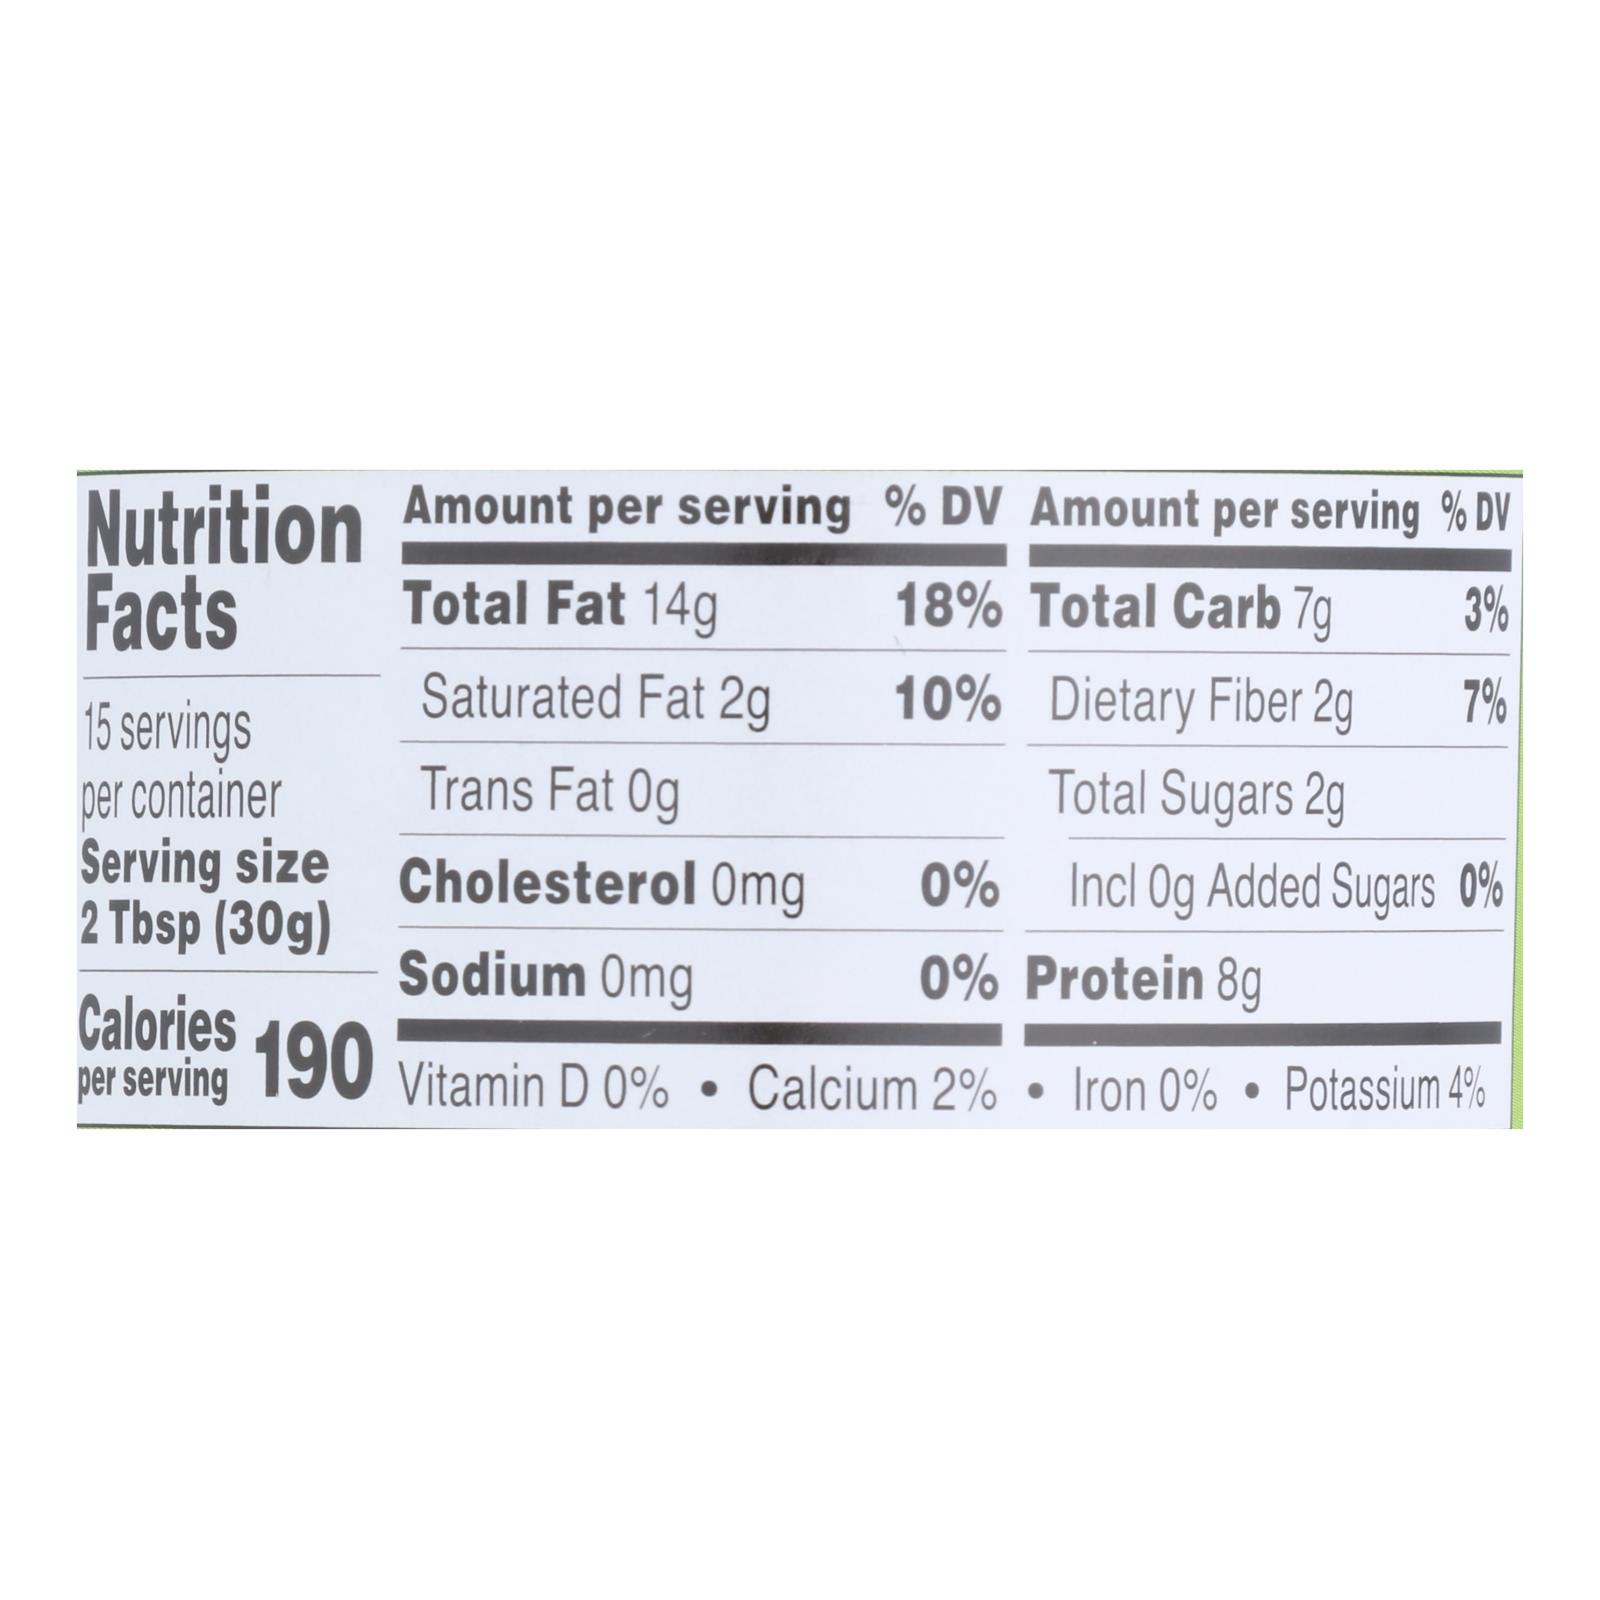 Nutrition
Facts
15 servings
per container
Serving size
2 Tbsp (30g)
Calories
per serving 190
Amount per serving % DV
Total Fat 14g 18%
Saturated Fat 2g 10%
Trans Fat 0g
Cholesterol 0mg 0%
Sodium 0mg 0%
Amount per serving % DV
Total Carb 7g 3%
Dietary Fiber 2g 7%
Total Sugars 2g
Incl 0g Added Sugars 0%
Protein 8g
Vitamin D 0% • Calcium 2% • Iron 0% • Potassium 4%